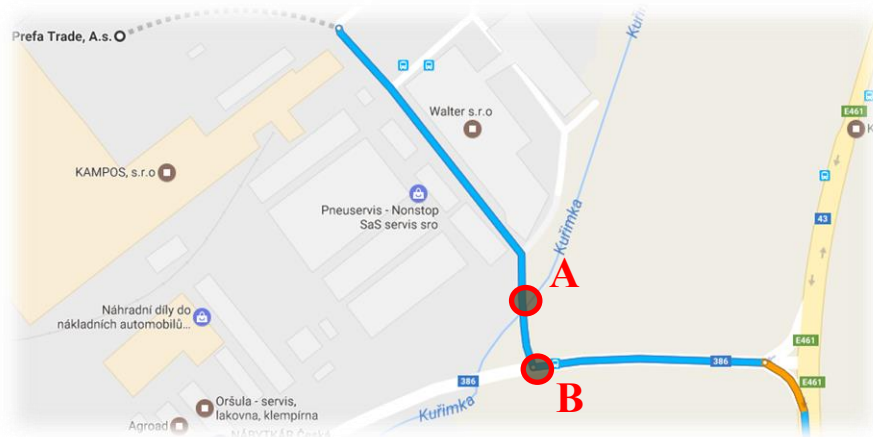 Prefa Trade, A.s.
Kuřimka
Walter s.r.o
E461
K
KAMPOS, s.r.o
Pneuservis - Nonstop
SaS servis sro
43
Kuřimka
A
Náhradní díly do
nákladních automobilů...
E461
386
386
E461
B
Oršula - servis,
lakovna, klempírna
Kuřimka
Agroad